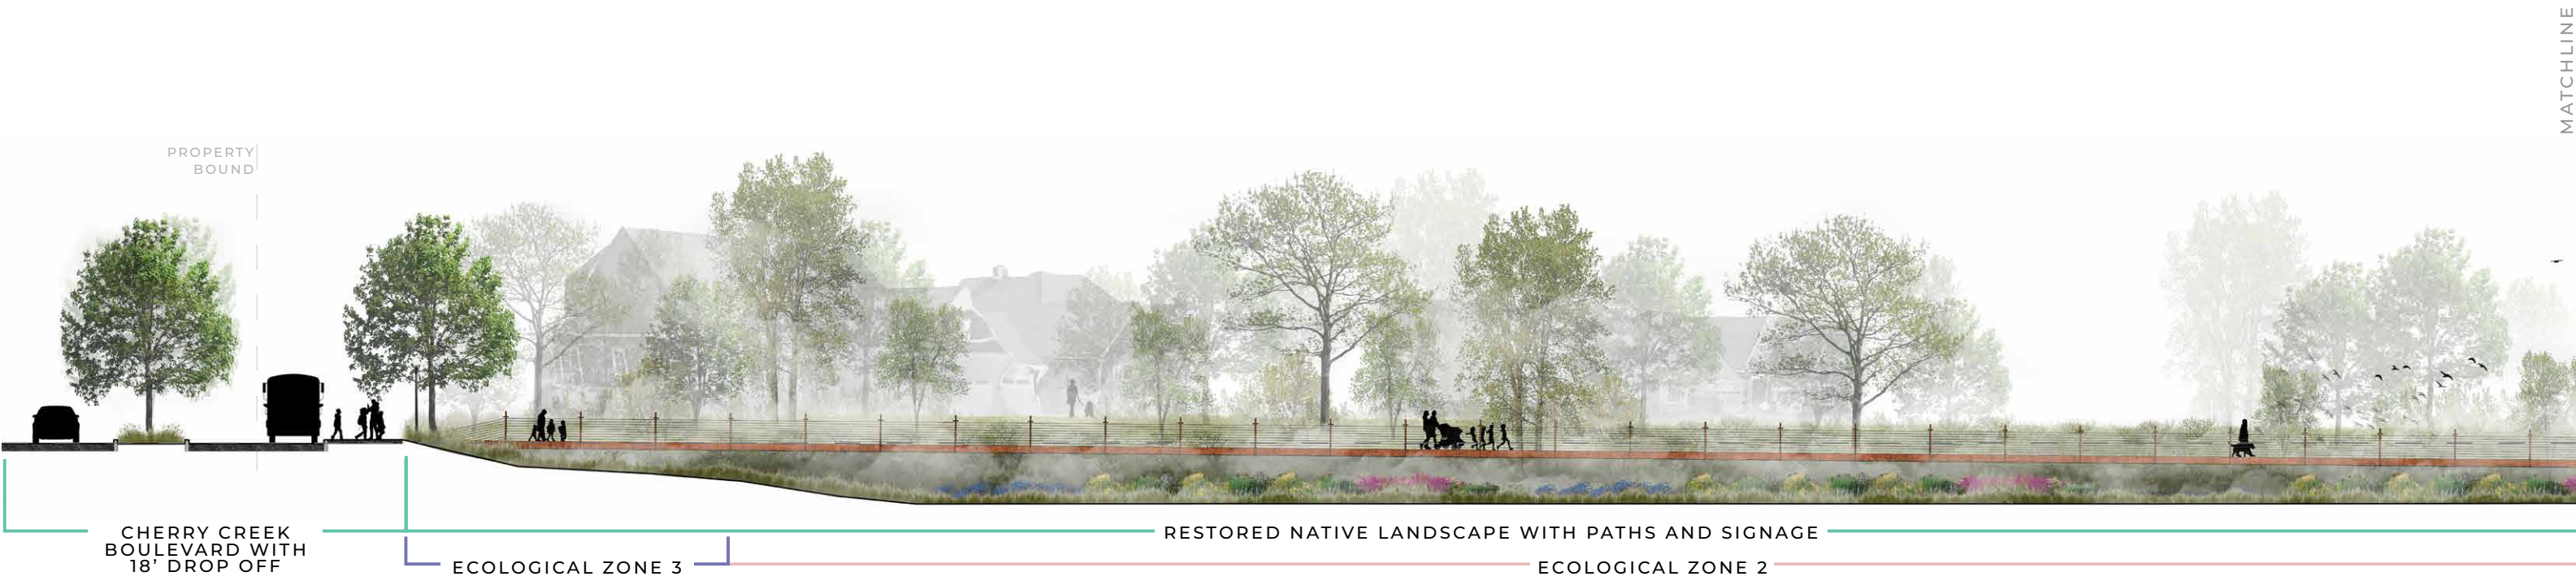 MATCHLINE
PROPERTY
BOUND
CHERRY CREEK
BOULEVARD WITH
18’ DROP OFF
RESTORED NATIVE LANDSCAPE WITH PATHS AND SIGNAGE
ECOLOGICAL ZONE 3
ECOLOGICAL ZONE 2